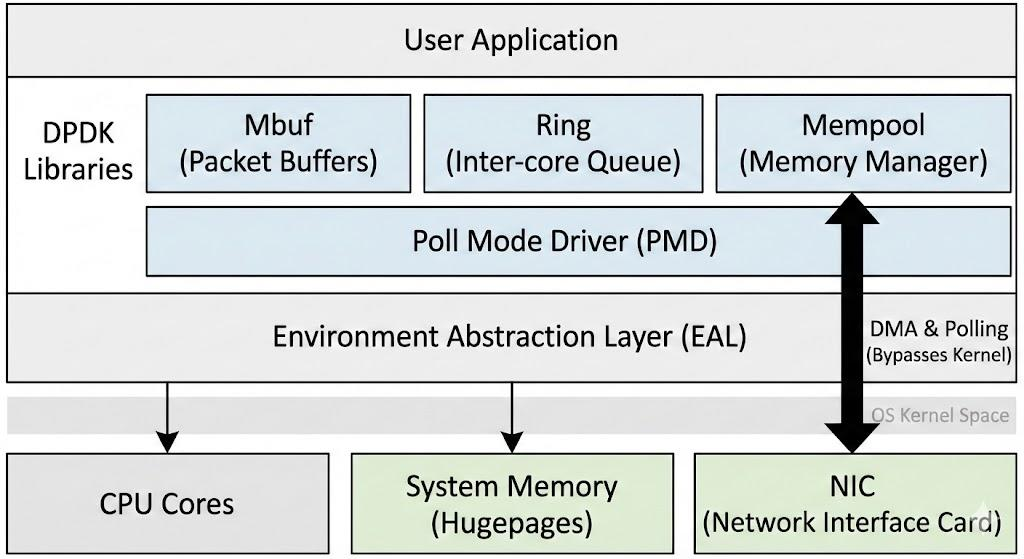 User Application
DPDK
Libraries
Mbuf
(Packet Buffers)
Ring
(Inter-core Queue)
Mempool
(Memory Manager)
Poll Mode Driver (PMD)
Environment Abstraction Layer (EAL)
DMA & Polling
(Bypasses Kernel)
OS Kernel Space
CPU Cores
System Memory
(Hugepages)
NIC
(Network Interface Card)